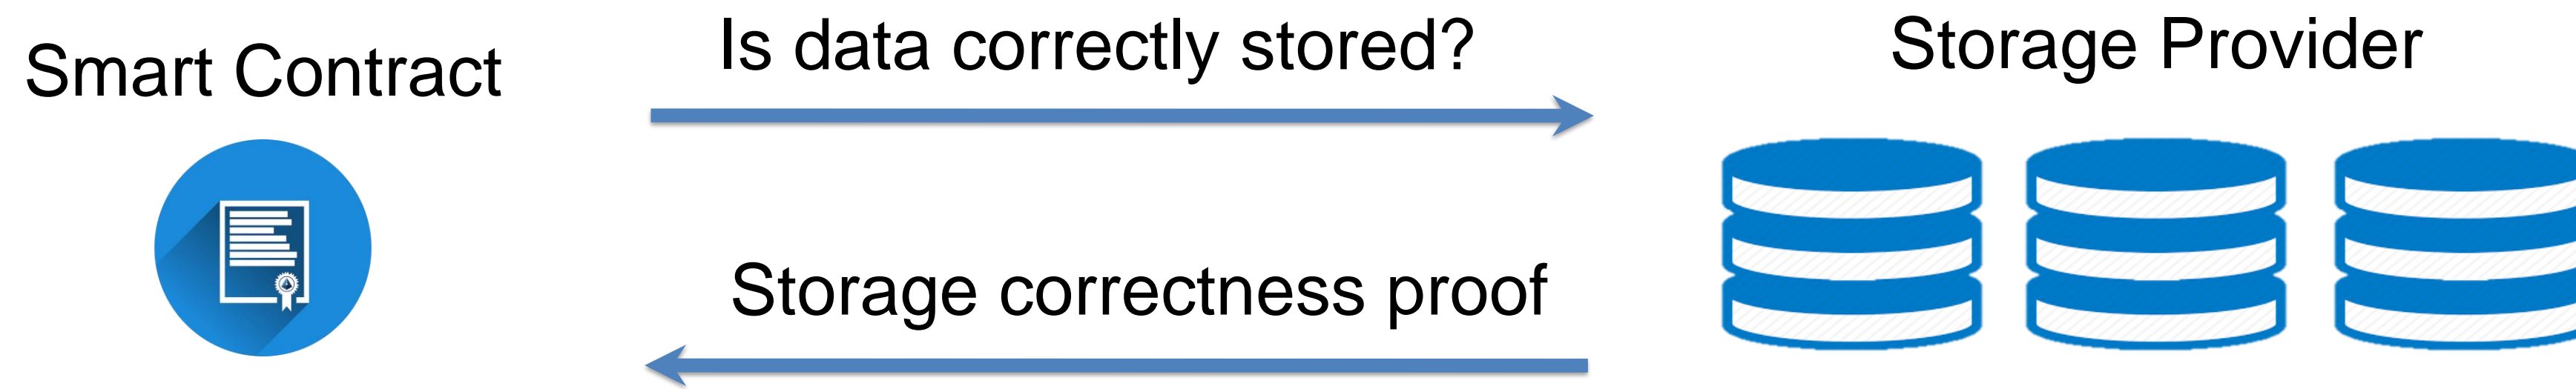 Smart Contract
Is data correctly stored?
Storage Provider
Storage correctness proof